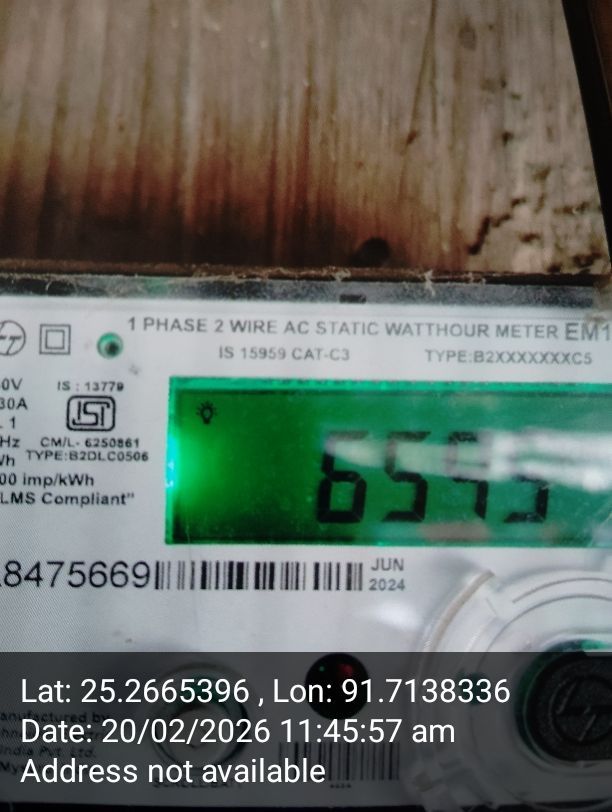 1 PHASE 2 WIRE AC STATIC WATTHOUR METER EM1
IS 15959 CAT-C3
TYPE:B2XXXXXXXC5
0V
IS : 13779
30A
Hz
CM/L- 6250861
TYPE:B2DLC0506
00 imp/kWh
LMS Compliant"
8475669
JUN
2024
Lat: 25.2665396 , Lon: 91.7138336
Date: 20/02/2026 11:45:57 am
Address not available